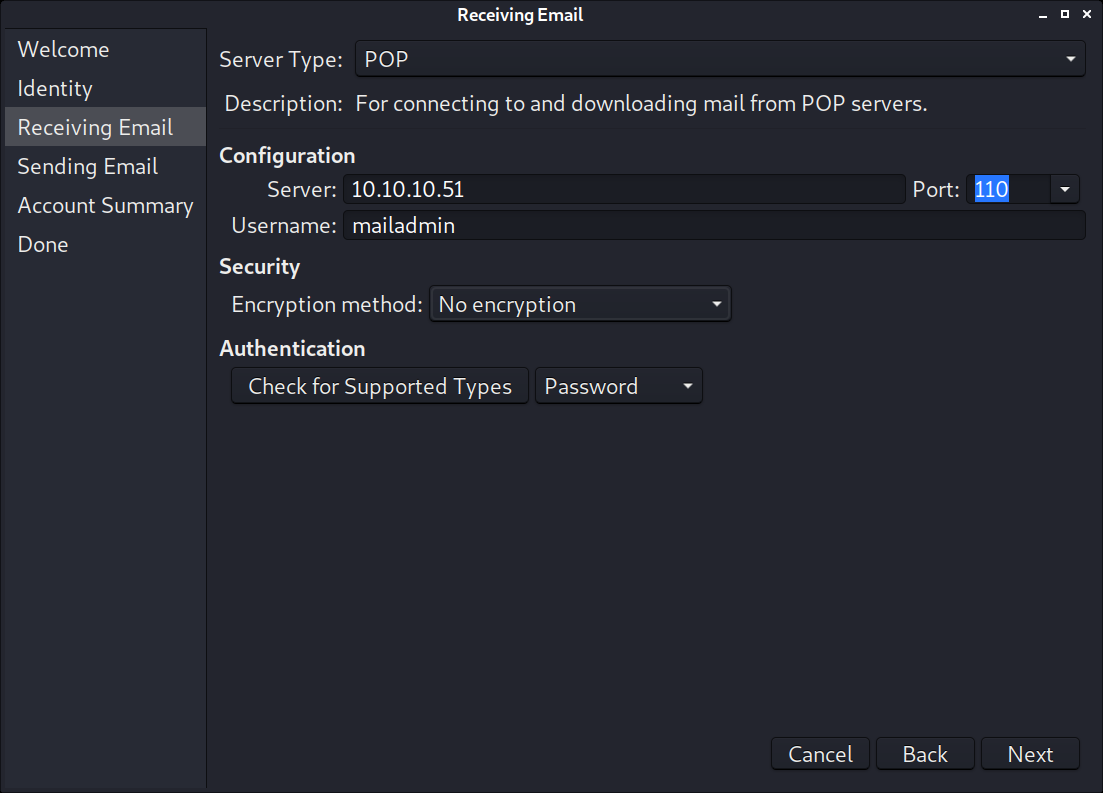 Receiving Email
Welcome
Identity
Receiving Email
Sending Email
Account Summary
Done
Server Type: POP
Description: For connecting to and downloading mail from POP servers.
Configuration
Server: 10.10.10.51 Port: 110
Username: mailadmin
Security
Encryption method: No encryption
Authentication
Check for Supported Types Password
Cancel Back Next